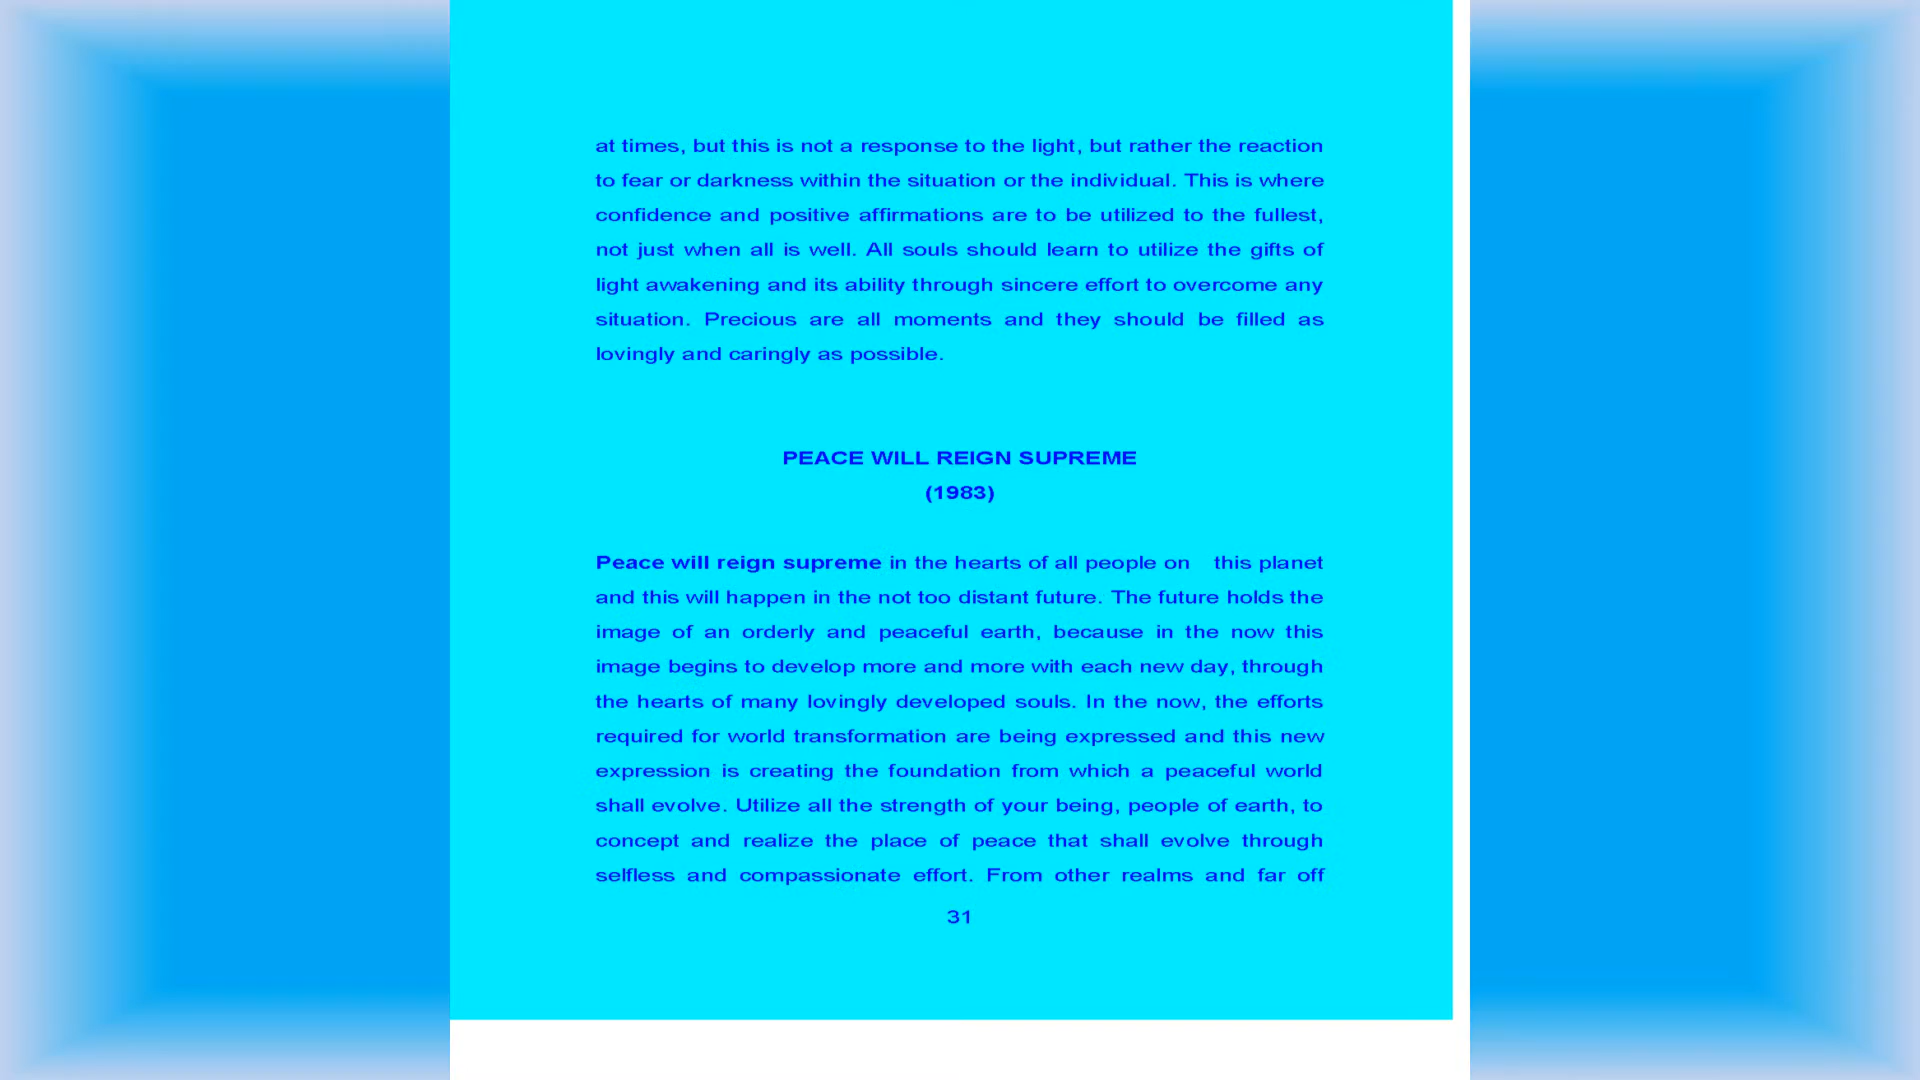 at times, but this is not a response to the light, but rather the reaction
to fear or darkness within the situation or the individual. This is where
confidence and positive affirmations are to be utilized to the fullest,
not just when all is well. All souls should learn to utilize the gifts of
light awakening and its ability through sincere effort to overcome any
situation. Precious are all moments and they should be filled as
lovingly and caringly as possible.
PEACE WILL REIGN SUPREME
(1983)
Peace will reign supreme in the hearts of all people on this planet
and this will happen in the not too distant future. The future holds the
image of an orderly and peaceful earth, because in the now this
image begins to develop more and more with each new day, through
the hearts of many lovingly developed souls. In the now, the efforts
required for world transformation are being expressed and this new
expression is creating the foundation from which a peaceful world
shall evolve. Utilize all the strength of your being, people of earth, to
concept and realize the place of peace that shall evolve through
selfless and compassionate effort. From other realms and far off
31